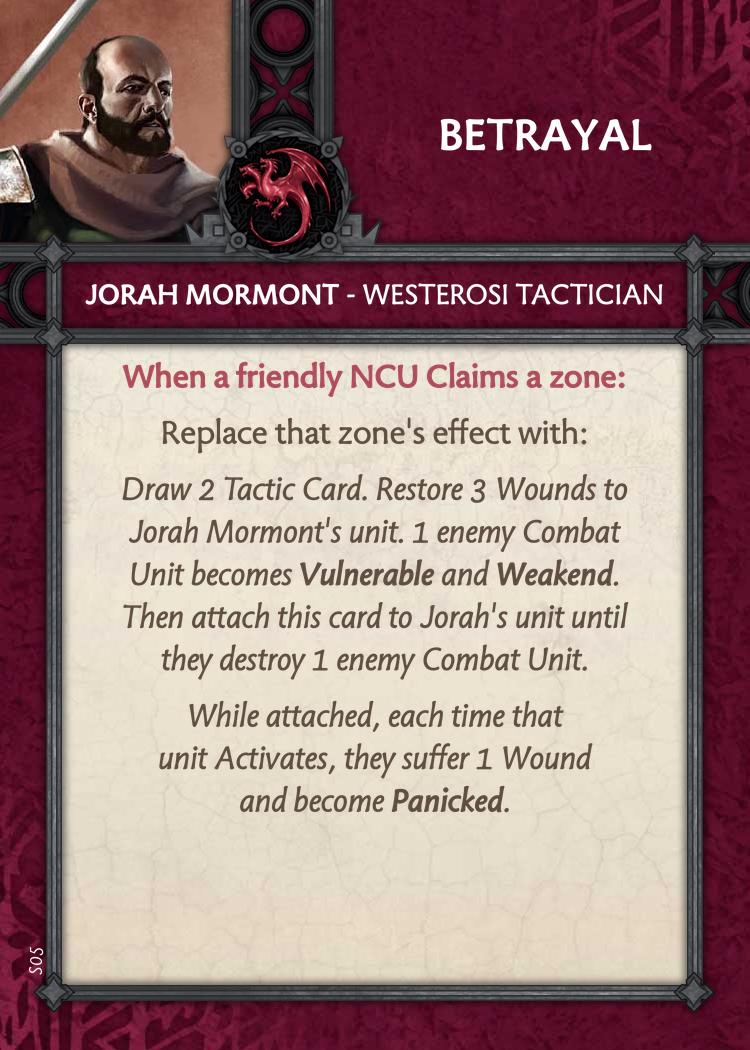 BETRAYAL
JORAH MORMONT - WESTEROSI TACTICIAN
When a friendly NCU Claims a zone:
Replace that zone's effect with:
Draw 2 Tactic Card. Restore 3 Wounds to
Jorah Mormont's unit. 1 enemy Combat
Unit becomes Vulnerable and Weakend.
Then attach this card to Jorah's unit until
they destroy 1 enemy Combat Unit.
While attached, each time that
unit Activates, they suffer 1 Wound
and become Panicked.
S05